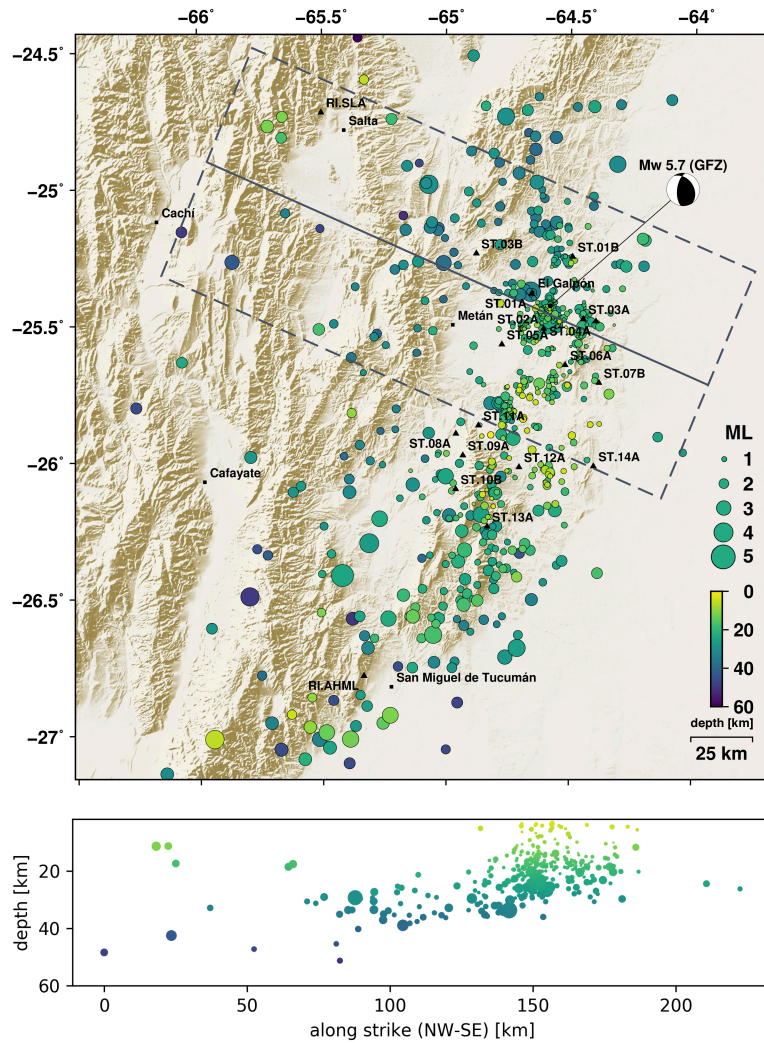 −66˚ −65.5˚ −65˚ −64.5˚ −64˚
−24.5˚
RI.SLA
Salta
−25˚
Mw 5.7 (GFZ)
Cachí
ST.03B
ST.01B
El Galpón
ST.01A
ST.03A
Metán
ST.02A
−25.5˚
ST.04A
ST.05A
ST.06A
ST.07B
ST.11A
ML
ST.08A
ST.09A
1
−26˚
ST.12A
ST.14A
Cafayate
ST.10B
2
3
ST.13A
4
5
−26.5˚
0
20
40
60
San Miguel de Tucumán
RI.AHML
depth [km]
−27˚
25 km
depth [km]
20
40
60
0 50 100 150 200
along strike (NW-SE) [km]